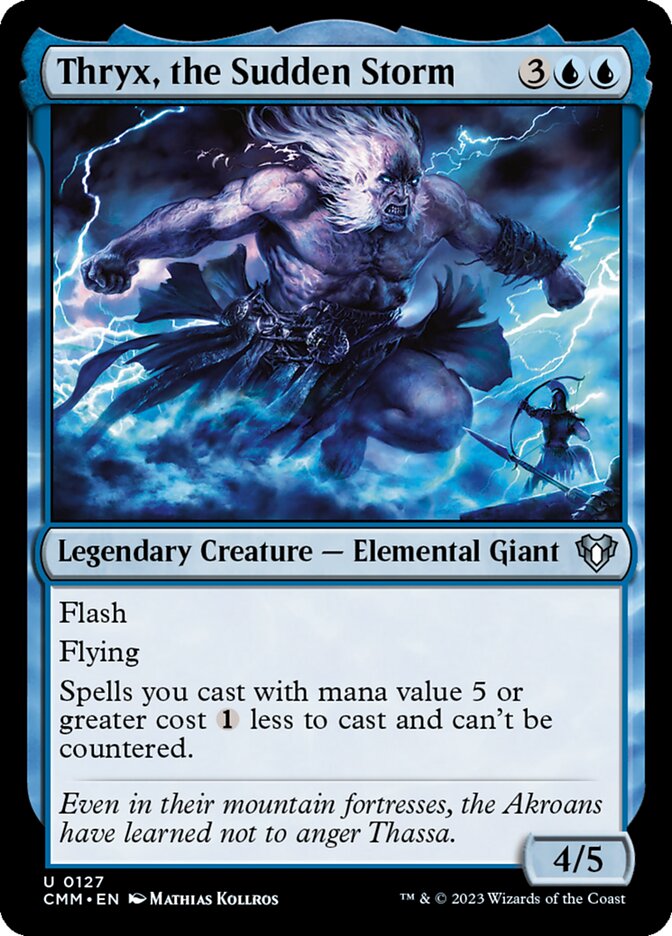 Thryx, the Sudden Storm 3
Legendary Creature — Elemental Giant
Flash
Flying
Spells you cast with mana value 5 or
greater cost 1 less to cast and can't be
countered.
Even in their mountain fortresses, the Akroans
have learned not to anger Thassa.
4/5
U 0127
CMM • EN Mathias Kollros
™ & © 2023 Wizards of the Coast